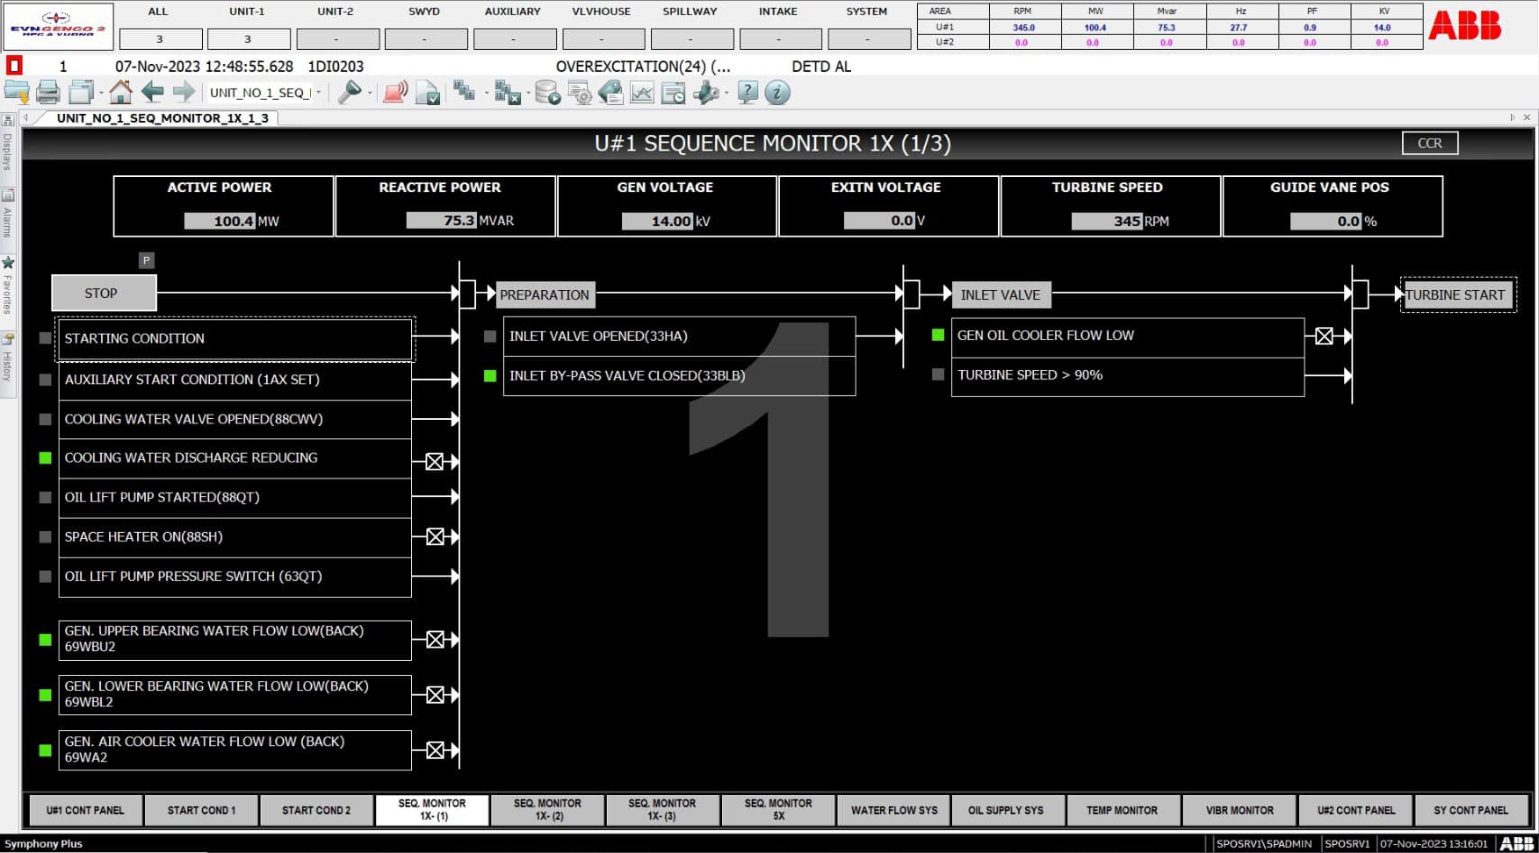 ALL UNIT-1 UNIT-2 SWYD AUXILIARY VLVHOUSE SPILLWAY INTAKE SYSTEM AREA RPM MW Mvar Hz PF KV ABB
EVNGENCO 2
HPC A VUONG
3 3 - - - - - - - U#1 345.0 100.4 75.3 27.7 0.9 14.0
U#2 0.0 0.0 0.0 0.0 0.0 0.0
1 07-Nov-2023 12:48:55.628 1DI0203 OVEREXCITATION(24) (... DETD AL
UNIT_NO_1_SEQ_
UNIT_NO_1_SEQ_MONITOR_1X_1_3
Displays
Alarms
Favorites
History
U#1 SEQUENCE MONITOR 1X (1/3) CCR
ACTIVE POWER REACTIVE POWER GEN VOLTAGE EXITN VOLTAGE TURBINE SPEED GUIDE VANE POS
100.4 MW 75.3 MVAR 14.00 kV 0.0 V 345 RPM 0.0 %
P
STOP PREPARATION INLET VALVE TURBINE START
STARTING CONDITION
AUXILIARY START CONDITION (1AX SET)
COOLING WATER VALVE OPENED(88CWV)
COOLING WATER DISCHARGE REDUCING
OIL LIFT PUMP STARTED(88QT)
SPACE HEATER ON(88SH)
OIL LIFT PUMP PRESSURE SWITCH (63QT)
GEN. UPPER BEARING WATER FLOW LOW(BACK)
69WBU2
GEN. LOWER BEARING WATER FLOW LOW(BACK)
69WBL2
GEN. AIR COOLER WATER FLOW LOW (BACK)
69WA2
INLET VALVE OPENED(33HA)
INLET BY-PASS VALVE CLOSED(33BLB)
GEN OIL COOLER FLOW LOW
TURBINE SPEED > 90%
1
U#1 CONT PANEL START COND 1 START COND 2 SEQ. MONITOR 1X- (1) SEQ. MONITOR 1X- (2) SEQ. MONITOR 1X- (3) SEQ. MONITOR 5X WATER FLOW SYS OIL SUPPLY SYS TEMP MONITOR VIBR MONITOR U#2 CONT PANEL SY CONT PANEL
Symphony Plus SPOSRV1\SPADMIN SPOSRV1 07-Nov-2023 13:16:01 ABB